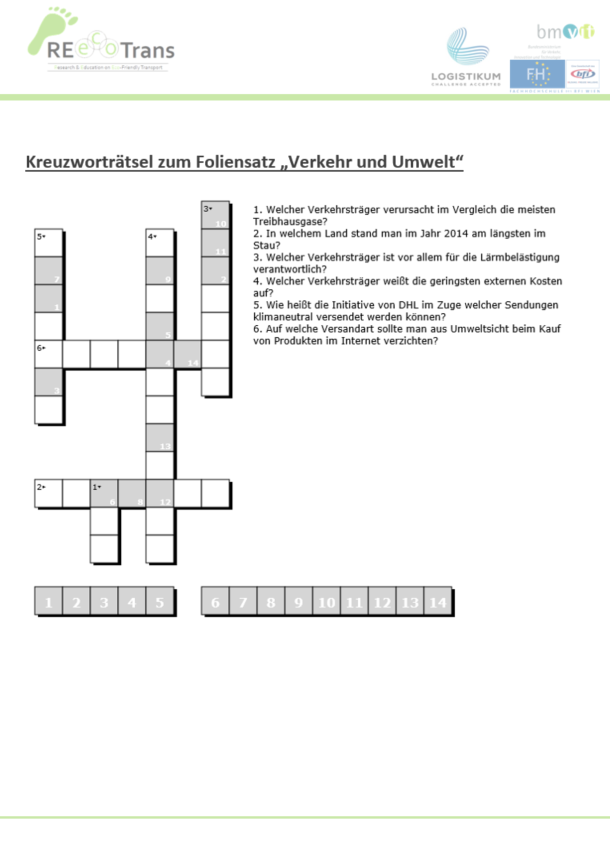 REecoTrans
Research & Education on Eco-Friendly Transport
LOGISTIKUM
CHALLENGE ACCEPTED
bmvit
FH
bfi
Kreuzworträtsel zum Foliensatz „Verkehr und Umwelt“
1. Welcher Verkehrsträger verursacht im Vergleich die meisten
Treibhausgase?
2. In welchem Land stand man im Jahr 2014 am längsten im
Stau?
3. Welcher Verkehrsträger ist vor allem für die Lärmbelästigung
verantwortlich?
4. Welcher Verkehrsträger weißt die geringsten externen Kosten
auf?
5. Wie heißt die Initiative von DHL im Zuge welcher Sendungen
klimaneutral versendet werden können?
6. Auf welche Versandart sollte man aus Umweltsicht beim Kauf
von Produkten im Internet verzichten?
3
10
5 4 11
7 9 2
1
5
6 4 14
3
13
2 1 6 8 12
1 2 3 4 5 6 7 8 9 10 11 12 13 14